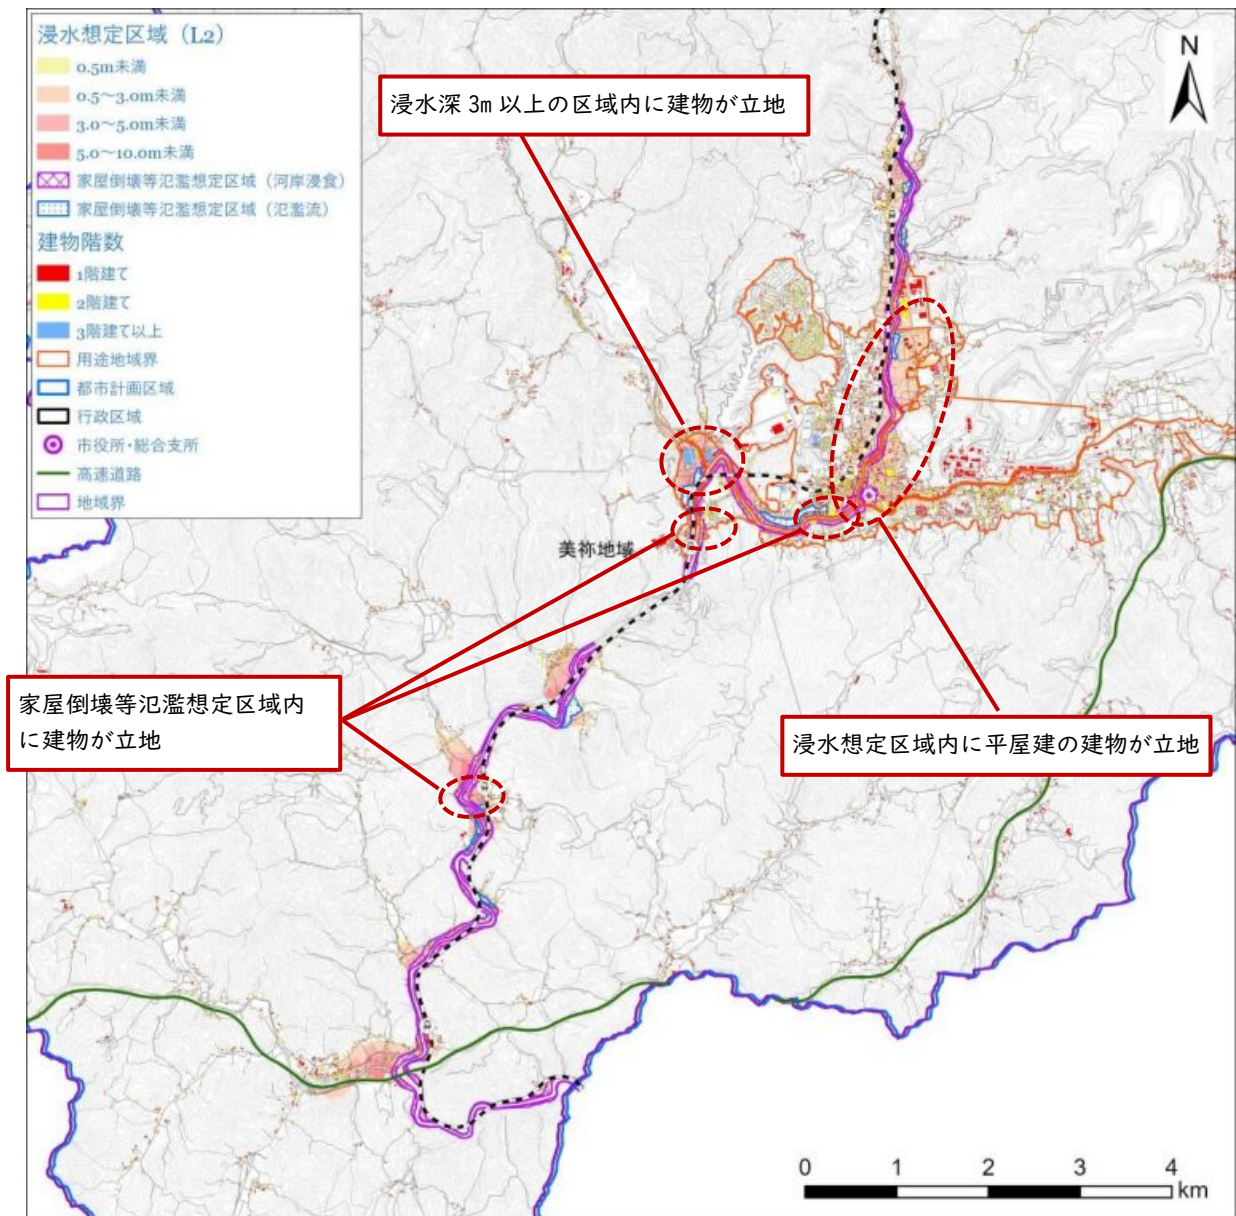 浸水想定区域（L2）
0.5m未満
0.5～3.0m未満
3.0～5.0m未満
5.0～10.0m未満
家屋倒壊等氾濫想定区域（河岸浸食）
家屋倒壊等氾濫想定区域（氾濫流）
建物階数
1階建て
2階建て
3階建て以上
用途地域界
都市計画区域
行政区域
市役所・総合支所
高速道路
地域界
N
浸水深 3m 以上の区域内に建物が立地
美祢地域
家屋倒壊等氾濫想定区域内
に建物が立地
浸水想定区域内に平屋建の建物が立地
0 1 2 3 4
km